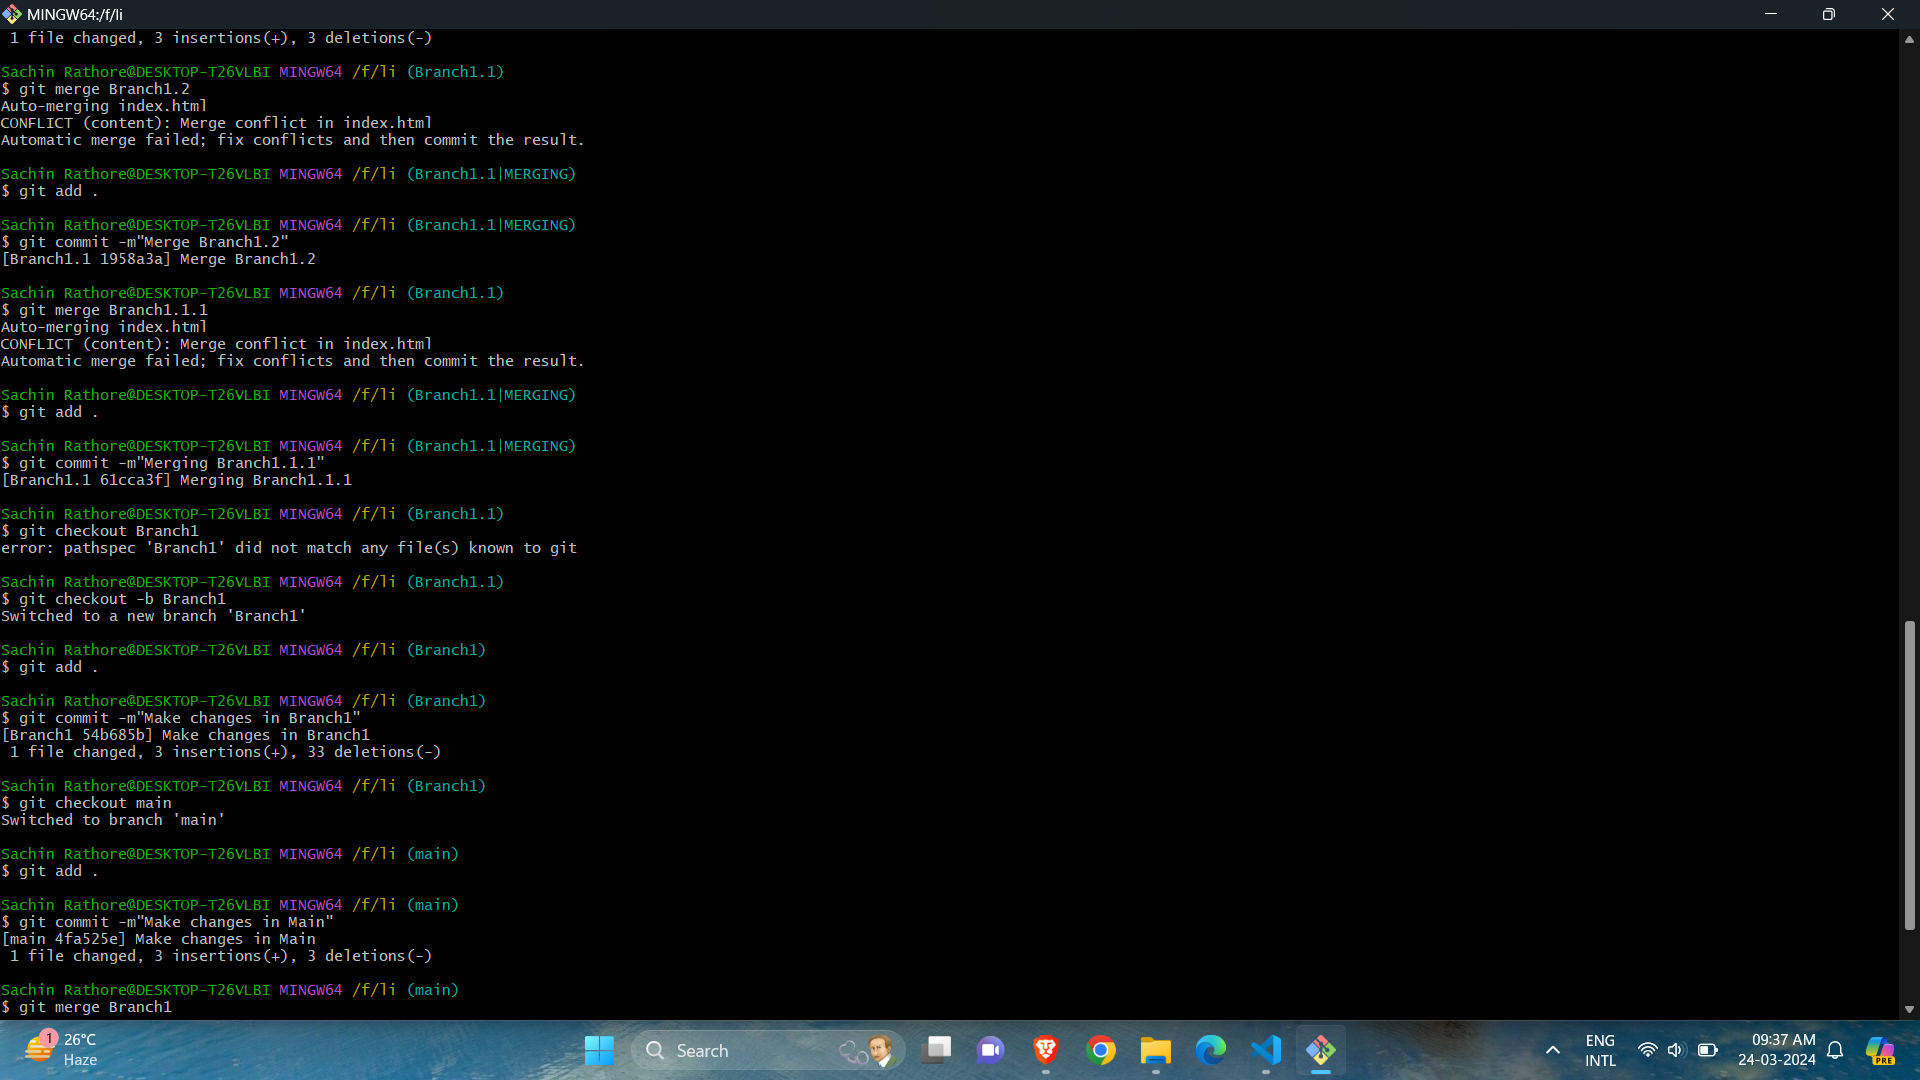 MINGW64:/f/li
1 file changed, 3 insertions(+), 3 deletions(-)
Sachin Rathore@DESKTOP-T26VLBI MINGW64 /f/li (Branch1.1)
$ git merge Branch1.2
Auto-merging index.html
CONFLICT (content): Merge conflict in index.html
Automatic merge failed; fix conflicts and then commit the result.
Sachin Rathore@DESKTOP-T26VLBI MINGW64 /f/li (Branch1.1|MERGING)
$ git add .
Sachin Rathore@DESKTOP-T26VLBI MINGW64 /f/li (Branch1.1|MERGING)
$ git commit -m"Merge Branch1.2"
[Branch1.1 1958a3a] Merge Branch1.2
Sachin Rathore@DESKTOP-T26VLBI MINGW64 /f/li (Branch1.1)
$ git merge Branch1.1.1
Auto-merging index.html
CONFLICT (content): Merge conflict in index.html
Automatic merge failed; fix conflicts and then commit the result.
Sachin Rathore@DESKTOP-T26VLBI MINGW64 /f/li (Branch1.1|MERGING)
$ git add .
Sachin Rathore@DESKTOP-T26VLBI MINGW64 /f/li (Branch1.1|MERGING)
$ git commit -m"Merging Branch1.1.1"
[Branch1.1 61cca3f] Merging Branch1.1.1
Sachin Rathore@DESKTOP-T26VLBI MINGW64 /f/li (Branch1.1)
$ git checkout Branch1
error: pathspec 'Branch1' did not match any file(s) known to git
Sachin Rathore@DESKTOP-T26VLBI MINGW64 /f/li (Branch1.1)
$ git checkout -b Branch1
Switched to a new branch 'Branch1'
Sachin Rathore@DESKTOP-T26VLBI MINGW64 /f/li (Branch1)
$ git add .
Sachin Rathore@DESKTOP-T26VLBI MINGW64 /f/li (Branch1)
$ git commit -m"Make changes in Branch1"
[Branch1 54b685b] Make changes in Branch1
1 file changed, 3 insertions(+), 33 deletions(-)
Sachin Rathore@DESKTOP-T26VLBI MINGW64 /f/li (Branch1)
$ git checkout main
Switched to branch 'main'
Sachin Rathore@DESKTOP-T26VLBI MINGW64 /f/li (main)
$ git add .
Sachin Rathore@DESKTOP-T26VLBI MINGW64 /f/li (main)
$ git commit -m"Make changes in Main"
[main 4fa525e] Make changes in Main
1 file changed, 3 insertions(+), 3 deletions(-)
Sachin Rathore@DESKTOP-T26VLBI MINGW64 /f/li (main)
$ git merge Branch1
1
26°C
Haze
Search
ENG
INTL
09:37 AM
24-03-2024
PRE